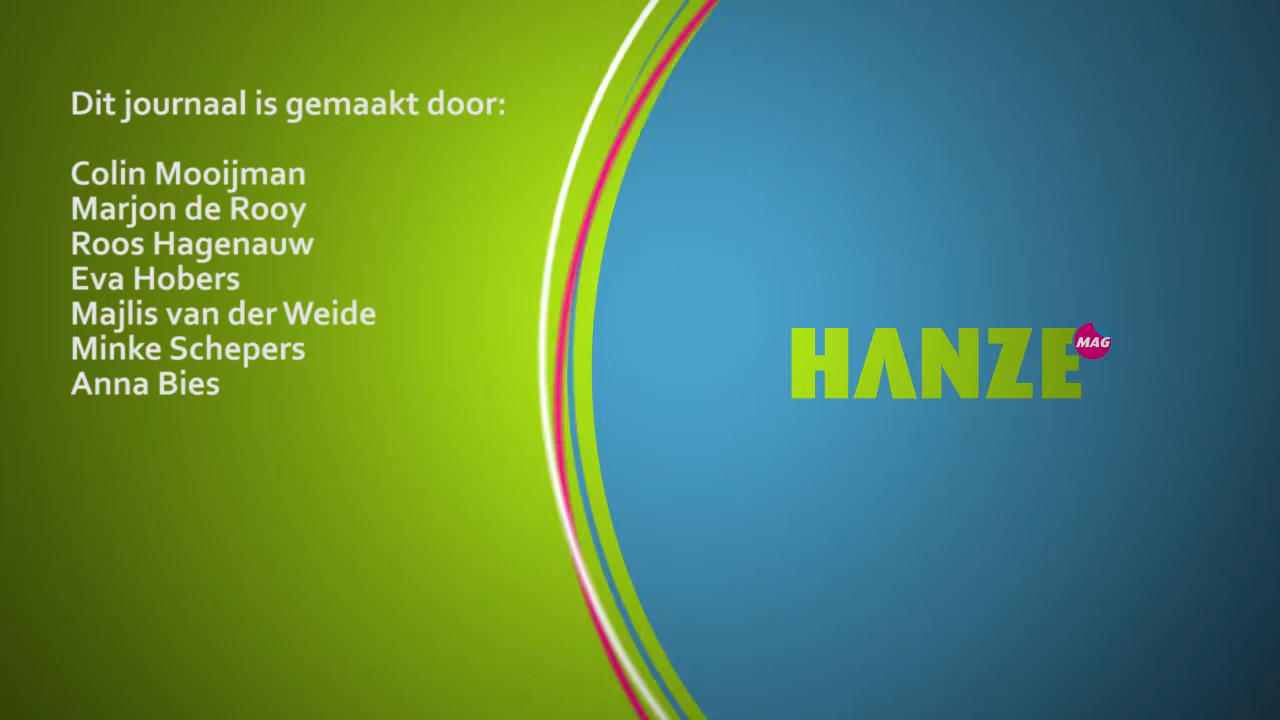 Dit journaal is gemaakt door:
Colin Mooijman
Marjon de Rooy
Roos Hagenauw
Eva Hobers
Majlis van der Weide
Minke Schepers
Anna Bies
HANZE MAG